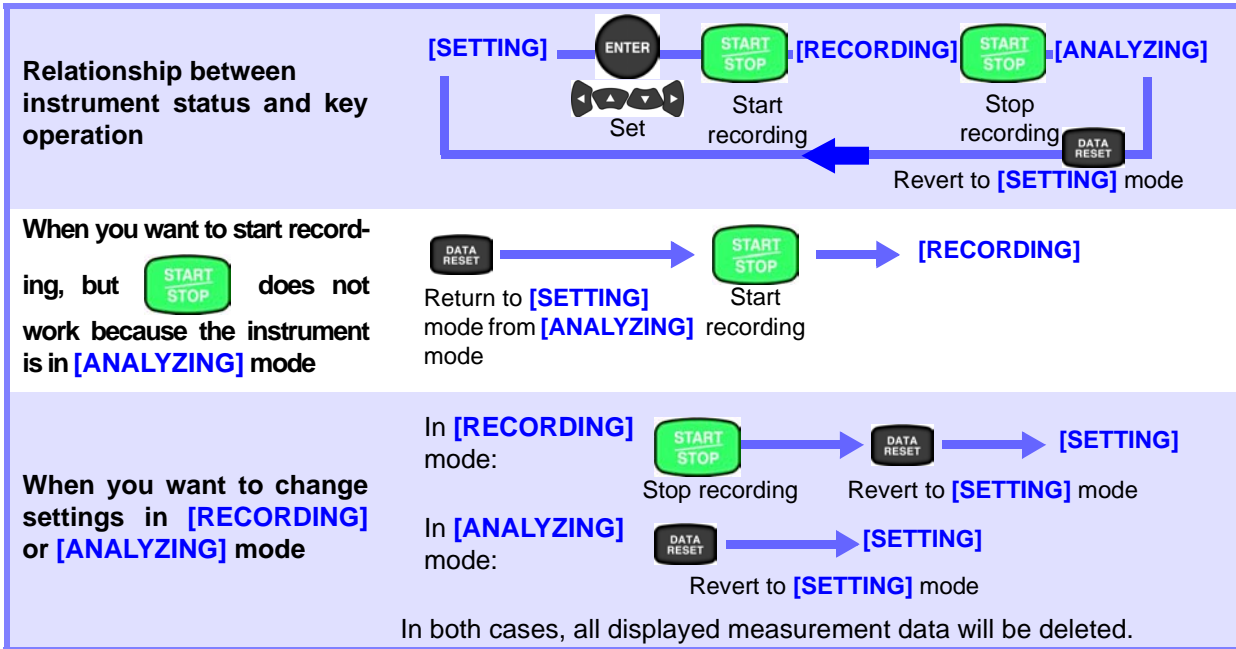 Relationship between
instrument status and key
operation
[SETTING] ENTER START STOP [RECORDING] START STOP [ANALYZING]
Set
Start
recording
Stop
recording
DATA
RESET
Revert to [SETTING] mode
When you want to start record-
ing, but START STOP does not
work because the instrument
is in [ANALYZING] mode
DATA
RESET
START
STOP
[RECORDING]
Return to [SETTING]
mode from [ANALYZING]
mode
Start
recording
When you want to change
settings in [RECORDING]
or [ANALYZING] mode
In [RECORDING]
mode:
START
STOP
DATA
RESET
[SETTING]
Stop recording
Revert to [SETTING] mode
In [ANALYZING]
mode:
DATA
RESET
[SETTING]
Revert to [SETTING] mode
In both cases, all displayed measurement data will be deleted.